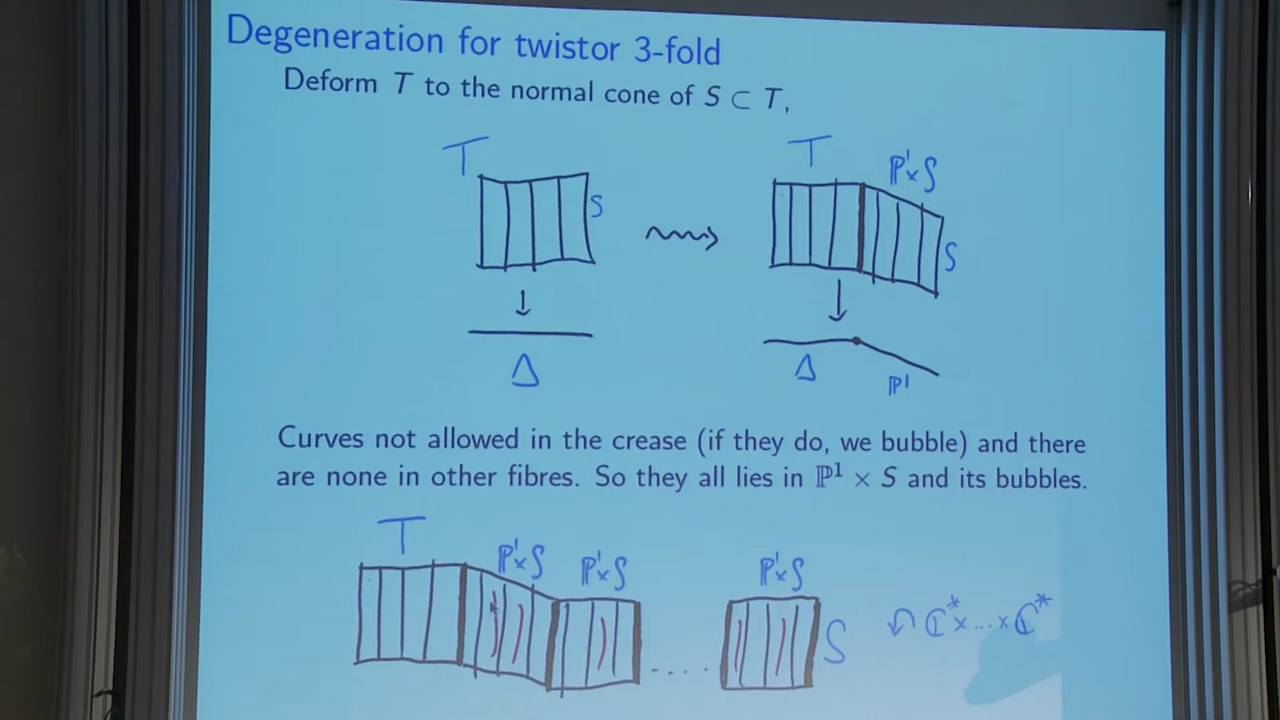 Degeneration for twistor 3-fold
Deform T to the normal cone of S ⊂ T,
T T ℙ¹×S
S S
Δ Δ ℙ¹
Curves not allowed in the crease (if they do, we bubble) and there
are none in other fibres. So they all lies in ℙ¹ × S and its bubbles.
T ℙ¹×S ℙ¹×S ℙ¹×S
.... S ℂ*×...×ℂ*